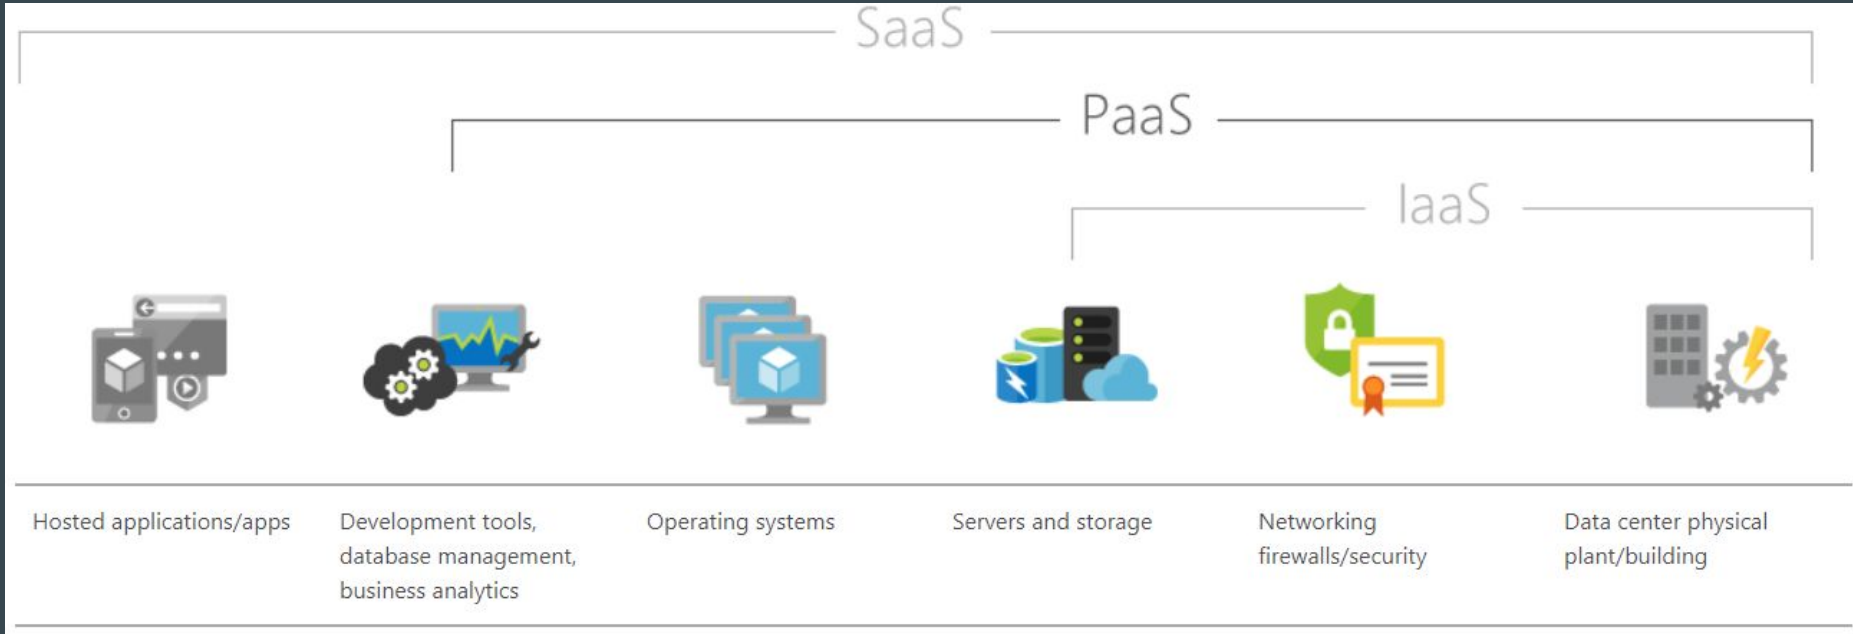 SaaS
PaaS
IaaS
Hosted applications/apps
Development tools,
database management,
business analytics
Operating systems
Servers and storage
Networking
firewalls/security
Data center physical
plant/building